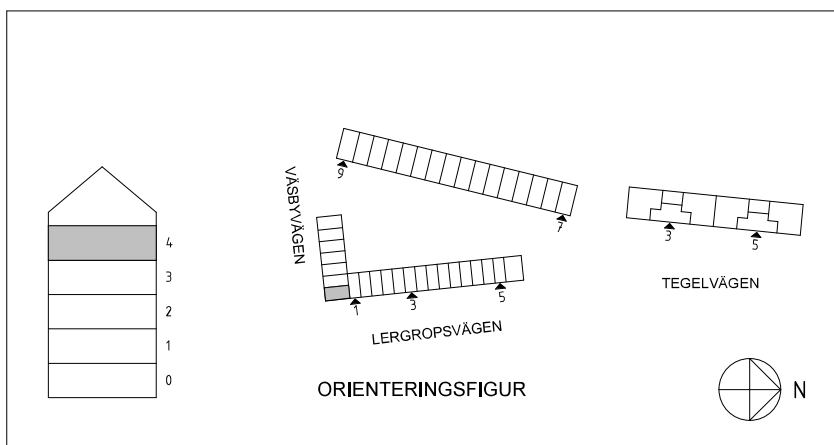 4
3
2
1
0
VÄSBYVÄGEN
9
7
1
3
5
LERGROPSVÄGEN
3
5
TEGELVÄGEN
ORIENTERINGSFIGUR
N